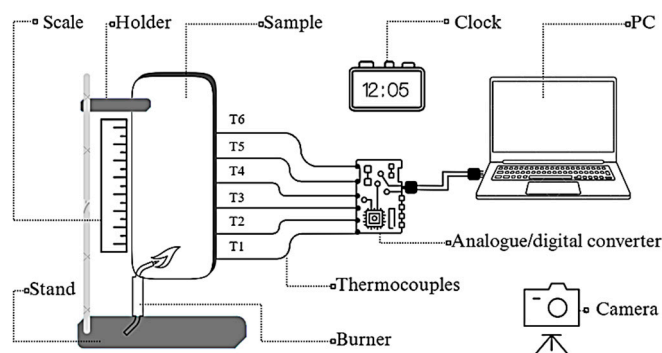 Scale
Holder
Sample
Clock
PC
12:05
T6
T5
T4
T3
T2
T1
Analogue/digital converter
Stand
Thermocouples
Camera
Burner